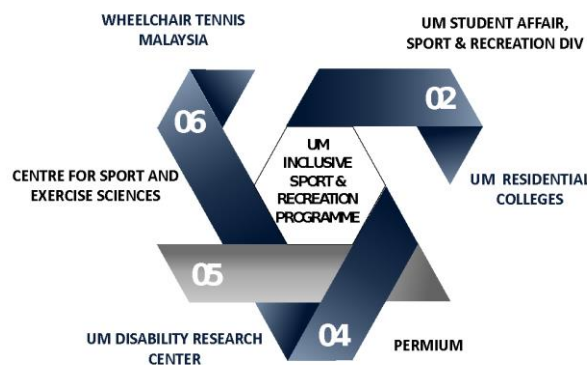 WHEELCHAIR TENNIS
MALAYSIA
UM STUDENT AFFAIR,
SPORT & RECREATION DIV
06
02
UM
INCLUSIVE
SPORT &
RECREATION
PROGRAMME
CENTRE FOR SPORT AND
EXERCISE SCIENCES
UM RESIDENTIAL
COLLEGES
05
04
UM DISABILITY RESEARCH
CENTER
PERMIUM